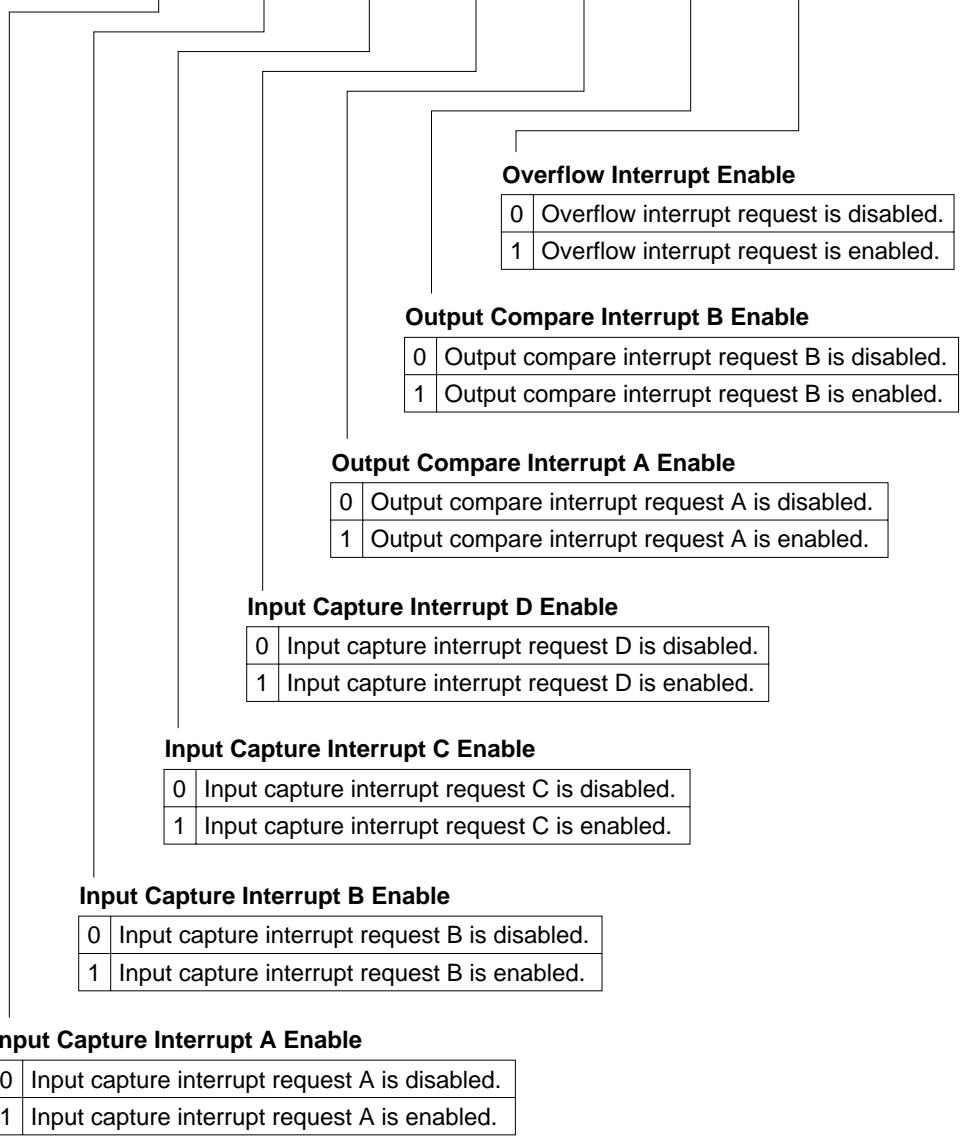 Overflow Interrupt Enable
0 Overflow interrupt request is disabled.
1 Overflow interrupt request is enabled.
Output Compare Interrupt B Enable
0 Output compare interrupt request B is disabled.
1 Output compare interrupt request B is enabled.
Output Compare Interrupt A Enable
0 Output compare interrupt request A is disabled.
1 Output compare interrupt request A is enabled.
Input Capture Interrupt D Enable
0 Input capture interrupt request D is disabled.
1 Input capture interrupt request D is enabled.
Input Capture Interrupt C Enable
0 Input capture interrupt request C is disabled.
1 Input capture interrupt request C is enabled.
Input Capture Interrupt B Enable
0 Input capture interrupt request B is disabled.
1 Input capture interrupt request B is enabled.
nput Capture Interrupt A Enable
0 Input capture interrupt request A is disabled.
1 Input capture interrupt request A is enabled.